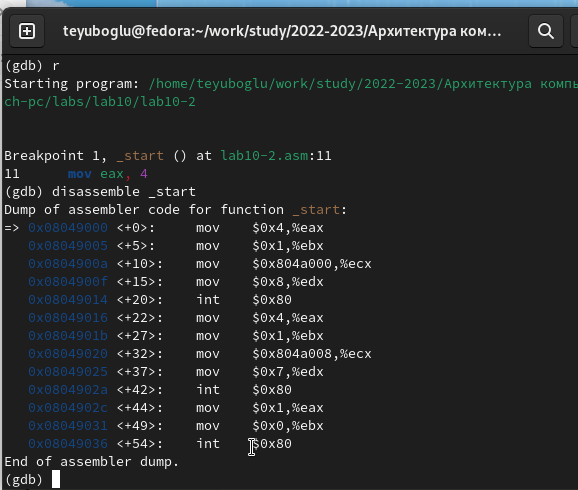 teyuboglu@fedora:~/work/study/2022-2023/Архитектура ком...
(gdb) r
Starting program: /home/teyuboglu/work/study/2022-2023/Архитектура
ch-pc/labs/lab10/lab10-2
Breakpoint 1, _start () at lab10-2.asm:11
11 mov eax, 4
(gdb) disassemble _start
Dump of assembler code for function _start:
=> 0x08049000 <+0>: mov $0x4,%eax
0x08049005 <+5>: mov $0x1,%ebx
0x0804900a <+10>: mov $0x804a000,%ecx
0x0804900f <+15>: mov $0x8,%edx
0x08049014 <+20>: int $0x80
0x08049016 <+22>: mov $0x4,%eax
0x0804901b <+27>: mov $0x1,%ebx
0x08049020 <+32>: mov $0x804a008,%ecx
0x08049025 <+37>: mov $0x7,%edx
0x0804902a <+42>: int $0x80
0x0804902c <+44>: mov $0x1,%eax
0x08049031 <+49>: mov $0x0,%ebx
0x08049036 <+54>: int $0x80
End of assembler dump.
(gdb)